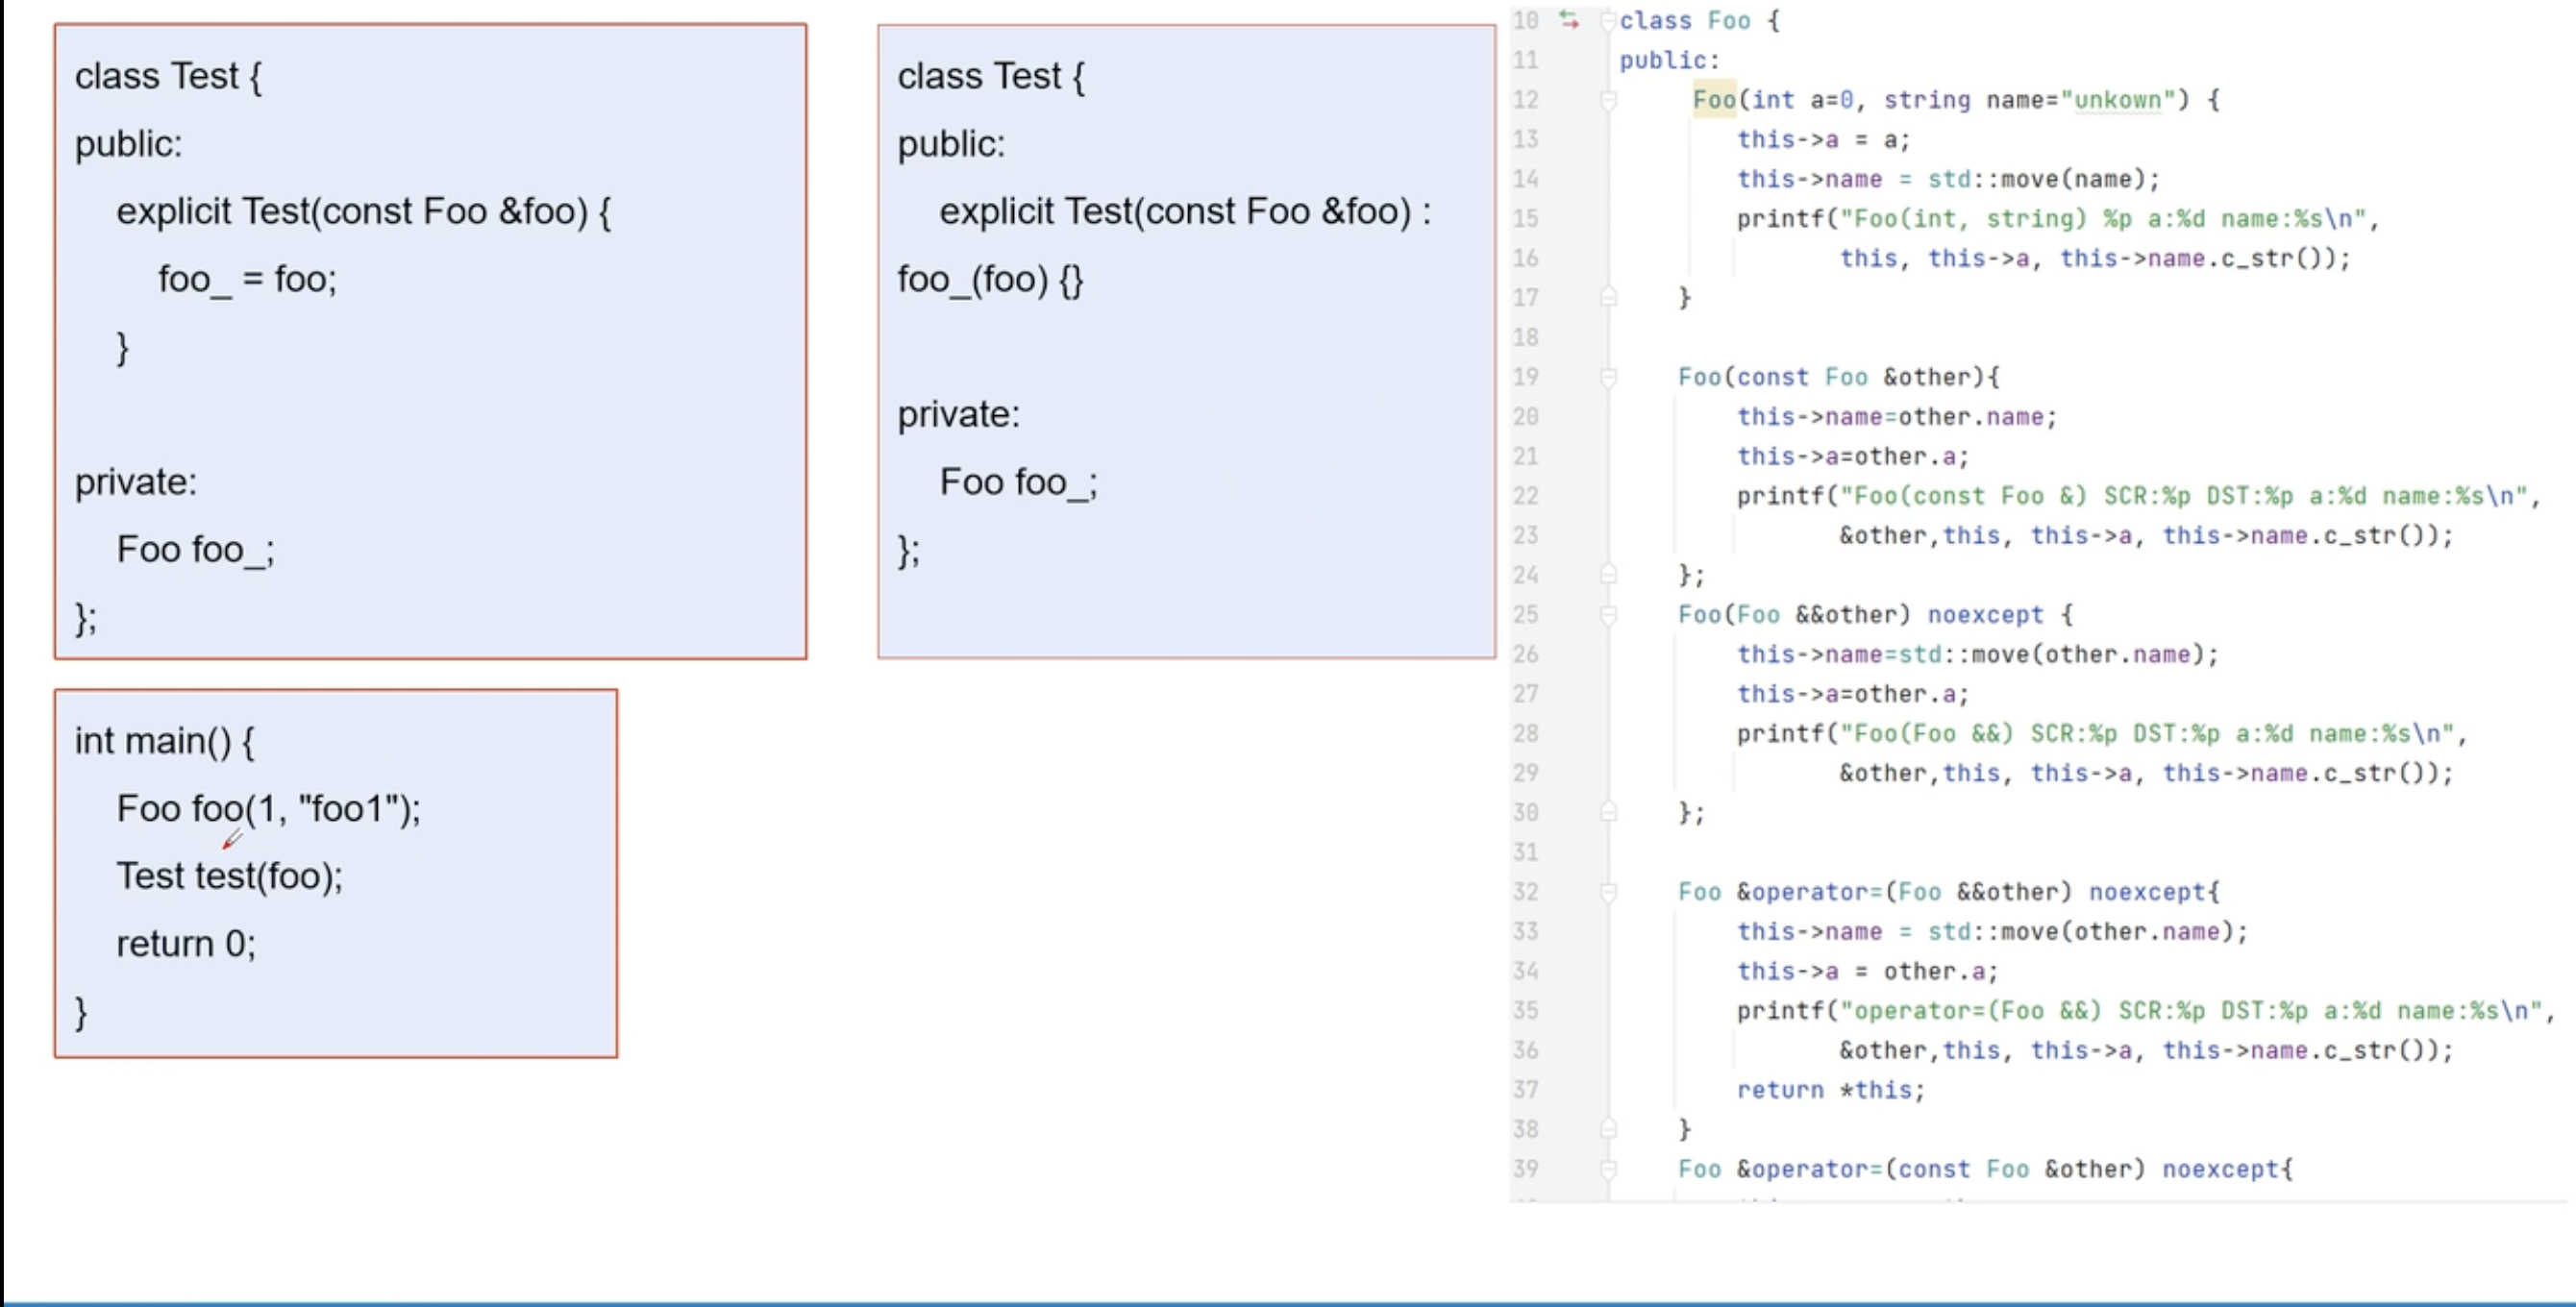 class Test {
public:
explicit Test(const Foo &foo) {
foo_ = foo;
}
private:
Foo foo_;
};
class Test {
public:
explicit Test(const Foo &foo) :
foo_(foo) {}
private:
Foo foo_;
};
int main() {
Foo foo(1, "foo1");
Test test(foo);
return 0;
}
10 class Foo {
11 public:
12 Foo(int a=0, string name="unkown") {
13 this->a = a;
14 this->name = std::move(name);
15 printf("Foo(int, string) %p a:%d name:%s\n",
16 this, this->a, this->name.c_str());
17 }
18
19 Foo(const Foo &other){
20 this->name=other.name;
21 this->a=other.a;
22 printf("Foo(const Foo &) SCR:%p DST:%p a:%d name:%s\n",
23 &other,this, this->a, this->name.c_str());
24 };
25 Foo(Foo &&other) noexcept {
26 this->name=std::move(other.name);
27 this->a=other.a;
28 printf("Foo(Foo &&) SCR:%p DST:%p a:%d name:%s\n",
29 &other,this, this->a, this->name.c_str());
30 };
31
32 Foo &operator=(Foo &&other) noexcept{
33 this->name = std::move(other.name);
34 this->a = other.a;
35 printf("operator=(Foo &&) SCR:%p DST:%p a:%d name:%s\n",
36 &other,this, this->a, this->name.c_str());
37 return *this;
38 }
39 Foo &operator=(const Foo &other) noexcept{